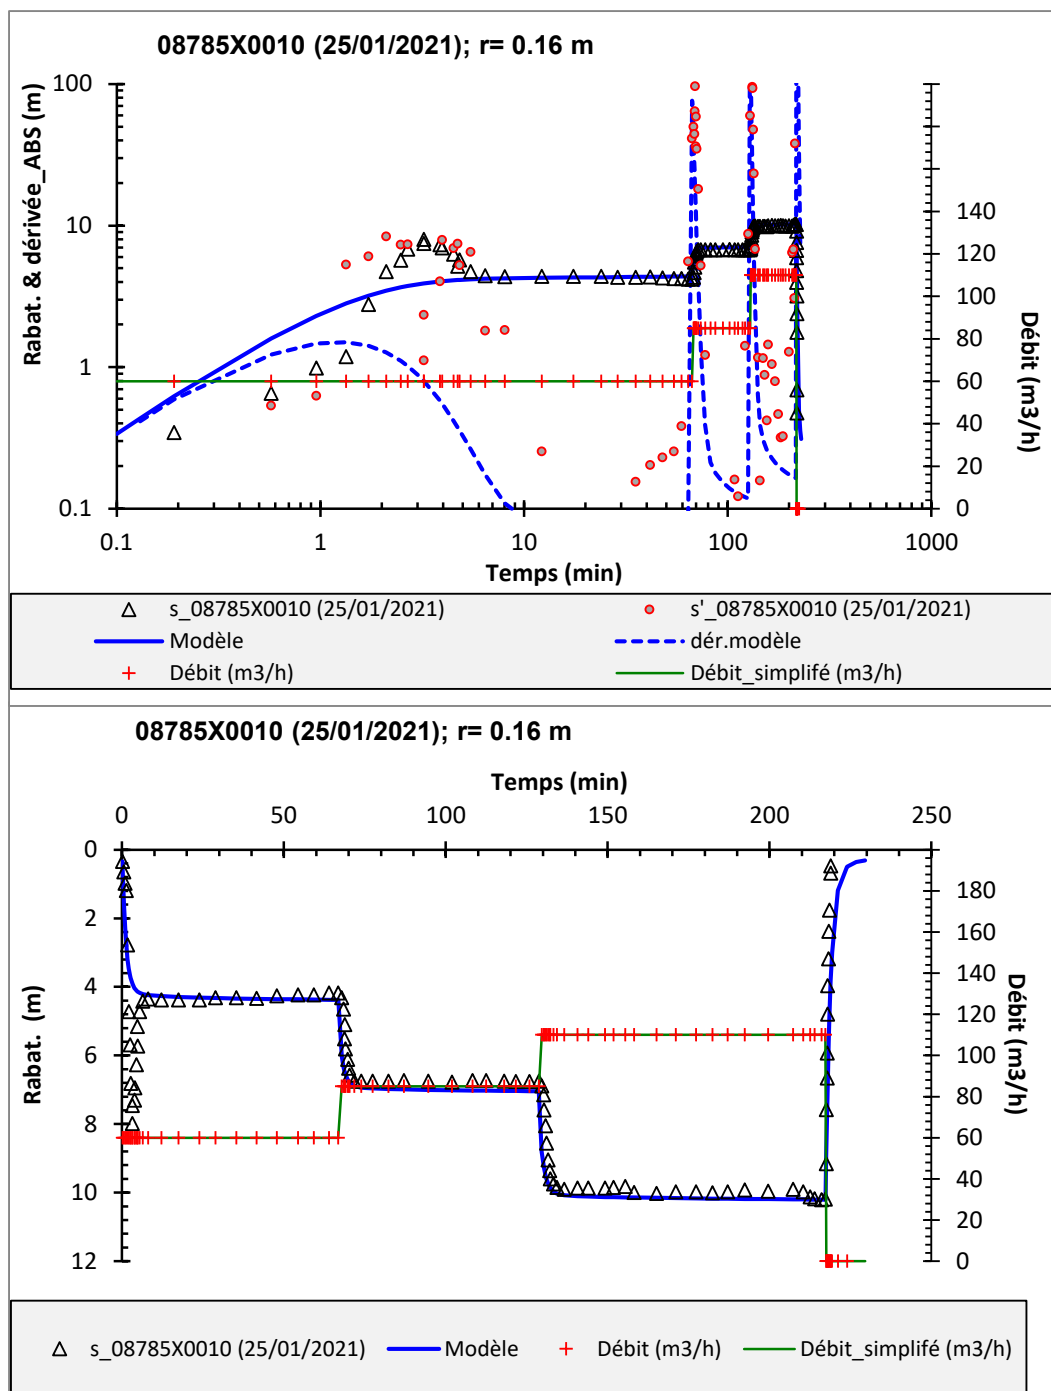 08785X0010 (25/01/2021); r= 0.16 m
Rabat. & dérivée_ABS (m)
100
10
1
0.1
140
120
100
80
60
40
20
0
Débit (m3/h)
0.1 1 10 100 1000
Temps (min)
s_08785X0010 (25/01/2021) s'_08785X0010 (25/01/2021)
Modèle dér.modèle
Débit (m3/h) Débit_simplifé (m3/h)
08785X0010 (25/01/2021); r= 0.16 m
Temps (min)
0 50 100 150 200 250
Rabat. (m)
0
2
4
6
8
10
12
180
160
140
120
100
80
60
40
20
0
Débit (m3/h)
s_08785X0010 (25/01/2021) Modèle Débit (m3/h) Débit_simplifé (m3/h)